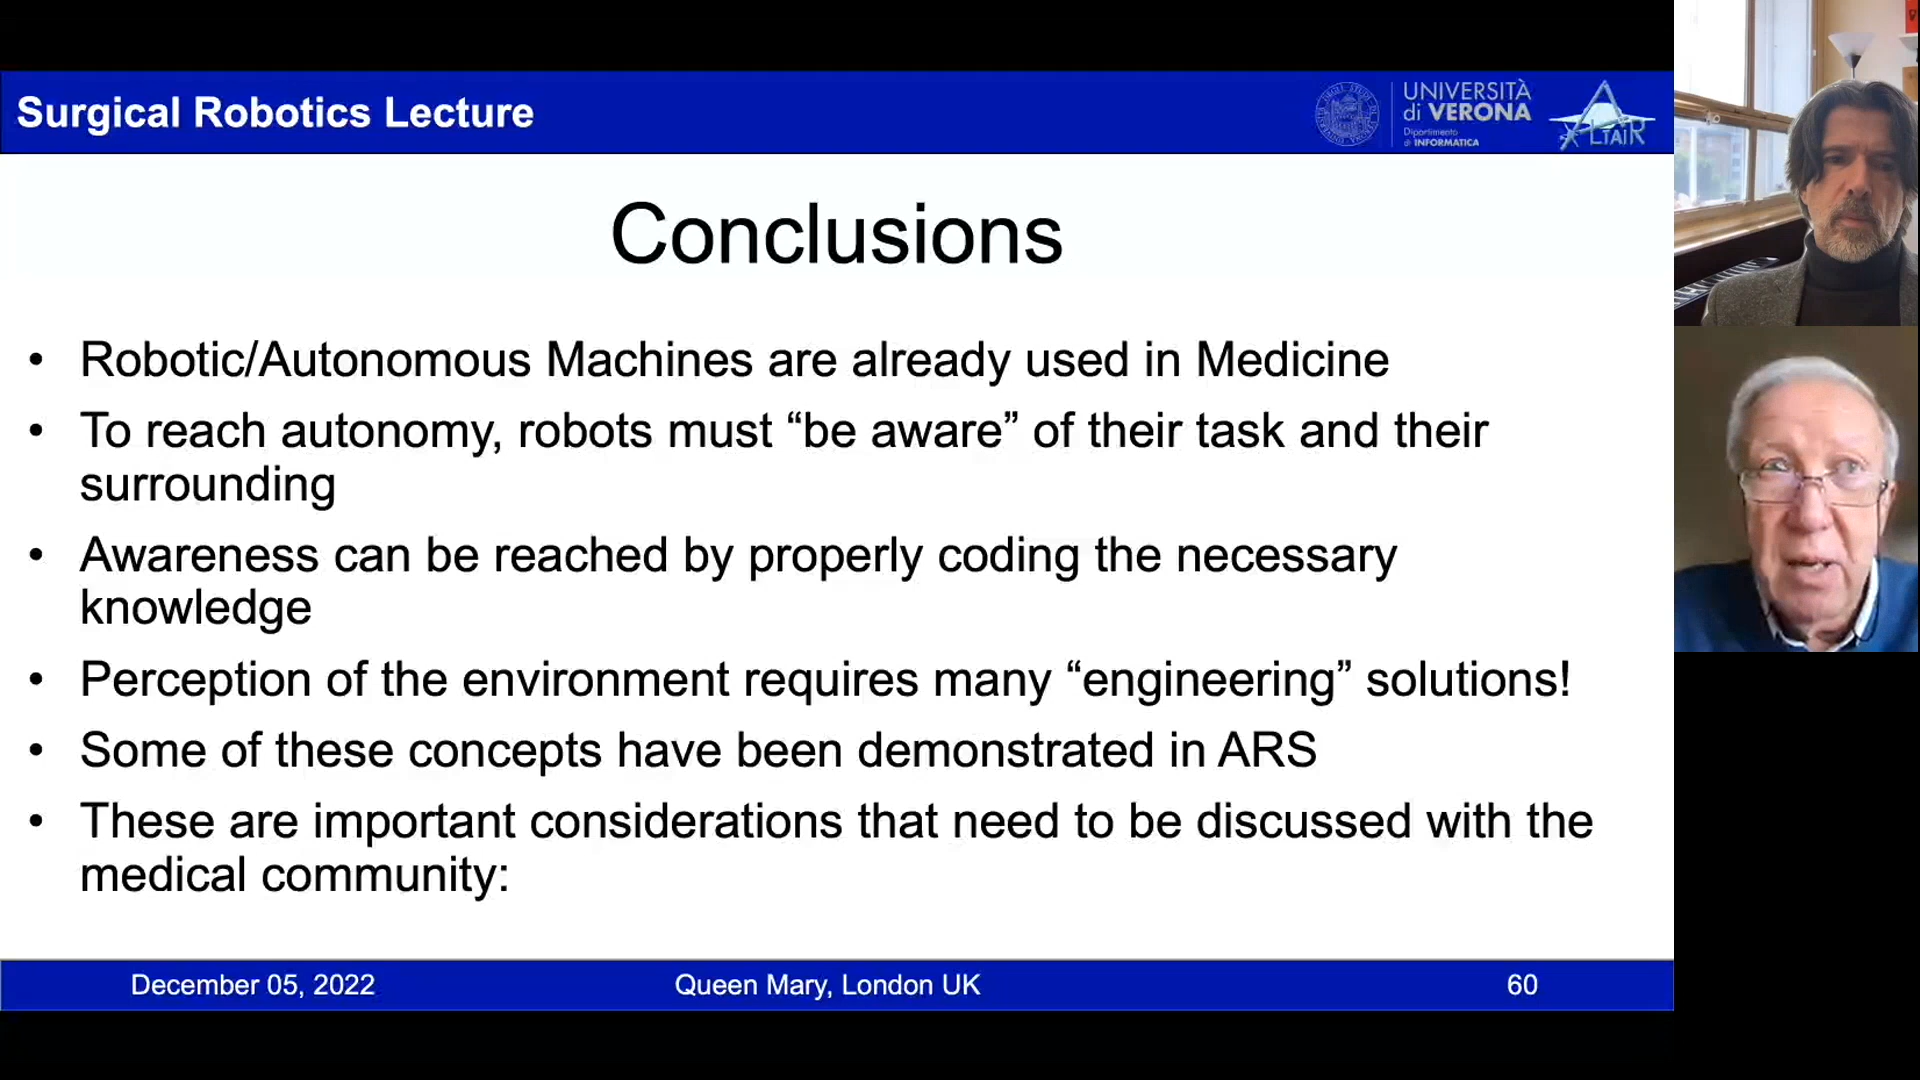 Surgical Robotics Lecture
UNIVERSITÀ
di VERONA
Dipartimento
di INFORMATICA
ALTAIR
Conclusions
• Robotic/Autonomous Machines are already used in Medicine
• To reach autonomy, robots must “be aware” of their task and their
surrounding
• Awareness can be reached by properly coding the necessary
knowledge
• Perception of the environment requires many “engineering” solutions!
• Some of these concepts have been demonstrated in ARS
• These are important considerations that need to be discussed with the
medical community:
December 05, 2022
Queen Mary, London UK
60